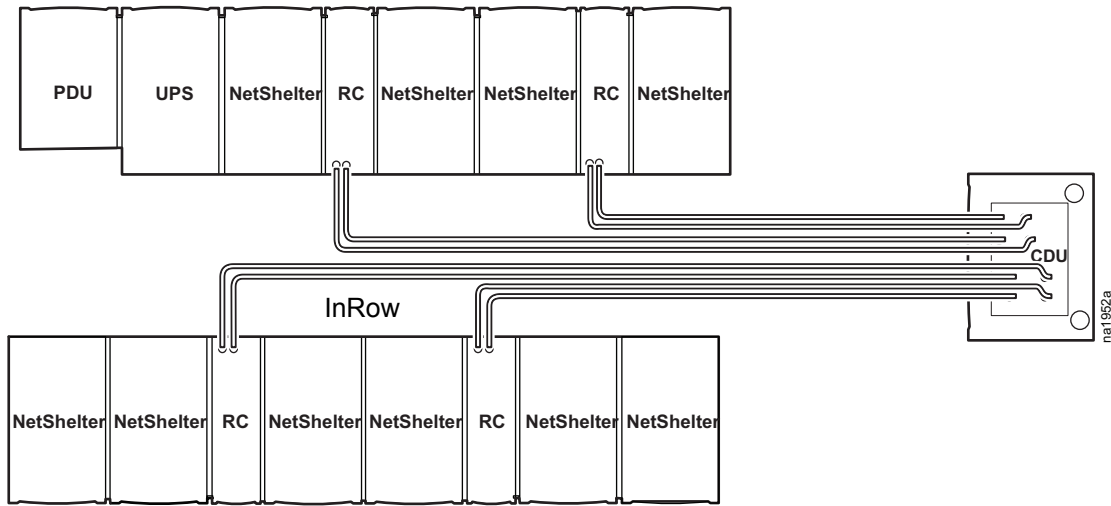 PDU UPS NetShelter RC NetShelter NetShelter RC NetShelter
CDU
InRow
na1952a
NetShelter NetShelter RC NetShelter NetShelter RC NetShelter NetShelter